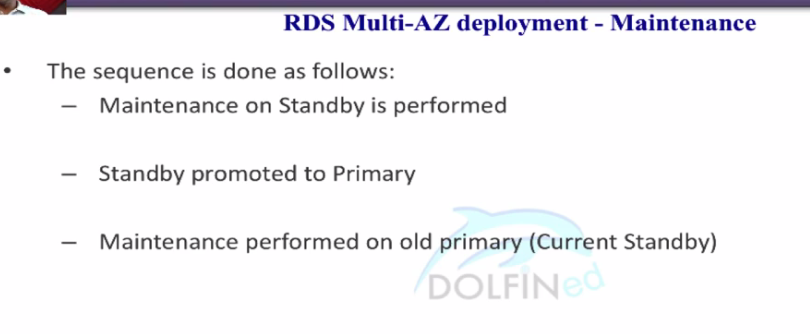 RDS Multi-AZ deployment - Maintenance
• The sequence is done as follows:
– Maintenance on Standby is performed
– Standby promoted to Primary
– Maintenance performed on old primary (Current Standby)
DOLFINed